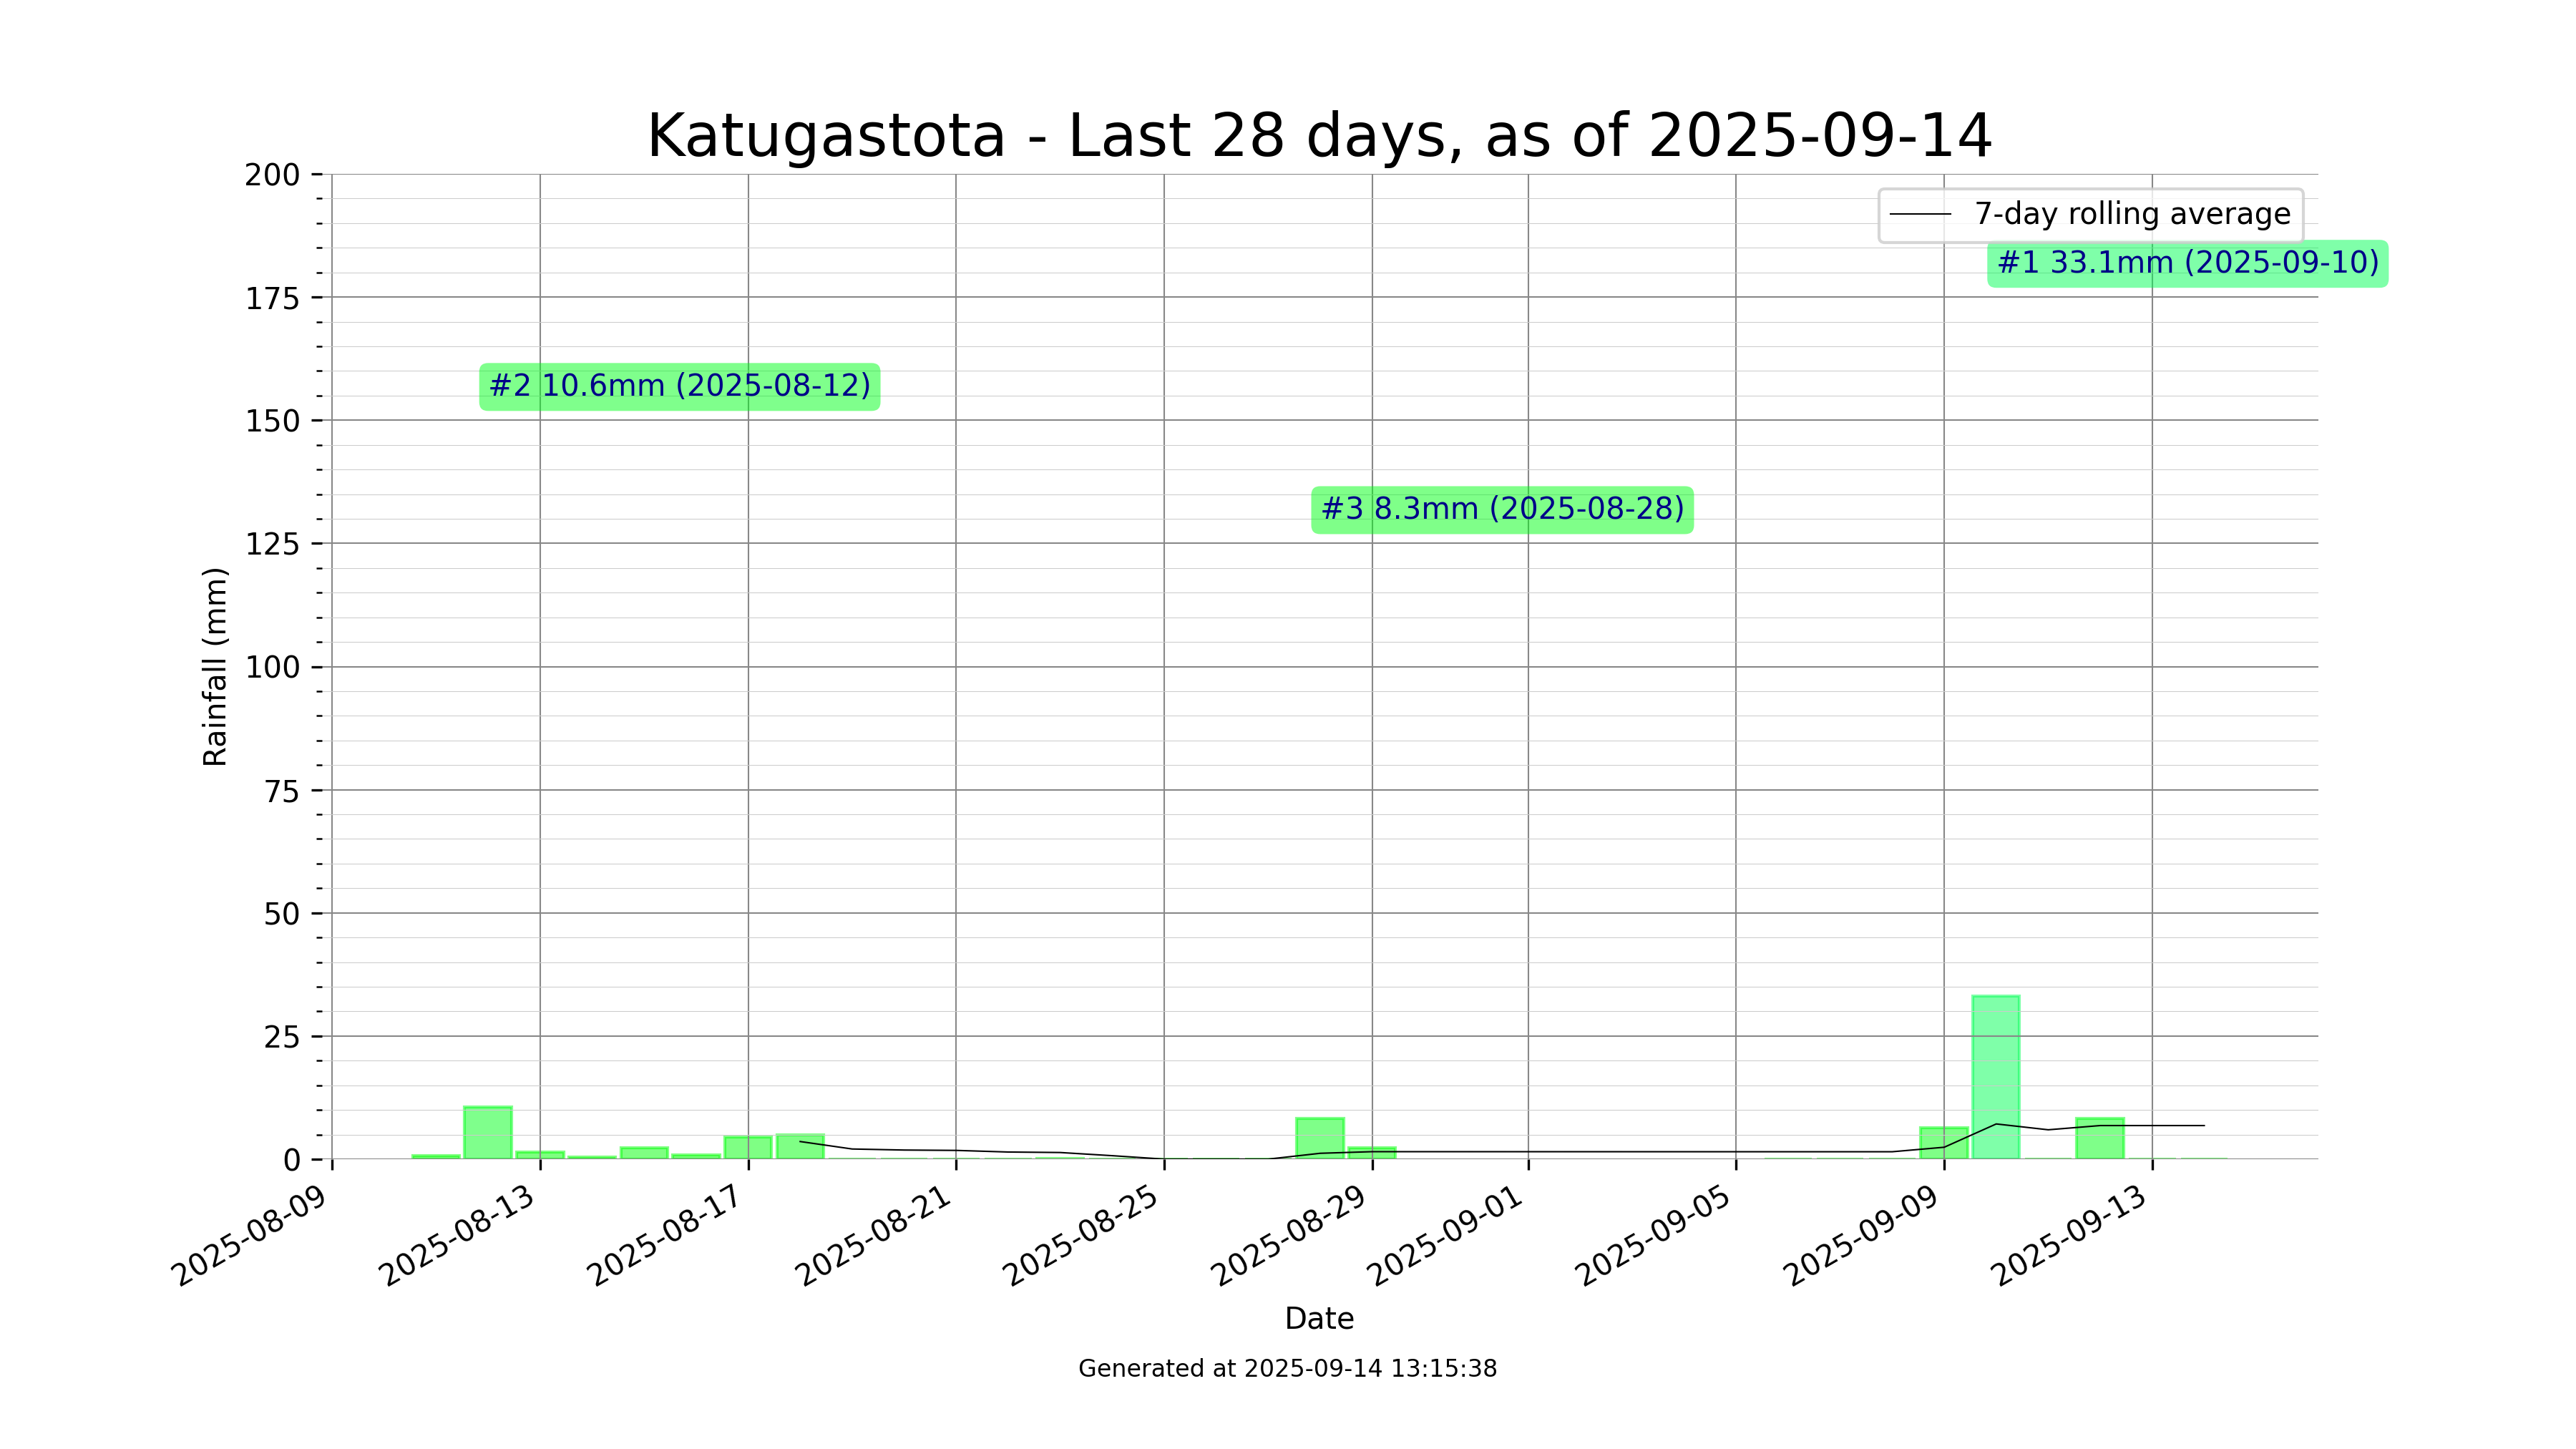 Katugastota - Last 28 days, as of 2025-09-14
7-day rolling average
#1 33.1mm (2025-09-10)
#2 10.6mm (2025-08-12)
#3 8.3mm (2025-08-28)
Rainfall (mm)
200
175
150
125
100
75
50
25
0
2025-08-09
2025-08-13
2025-08-17
2025-08-21
2025-08-25
2025-08-29
2025-09-01
2025-09-05
2025-09-09
2025-09-13
Date
Generated at 2025-09-14 13:15:38